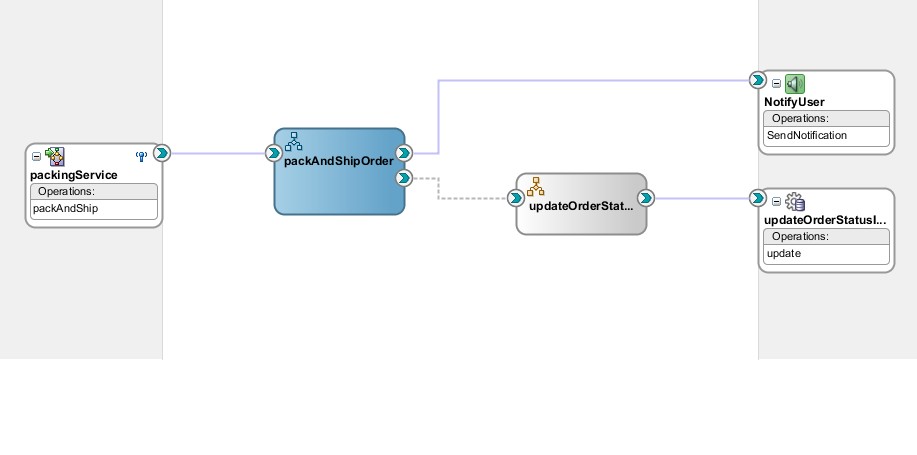 packingService
Operations:
packAndShip
packAndShipOrder
updateOrderStat...
NotifyUser
Operations:
SendNotification
updateOrderStatusI...
Operations:
update